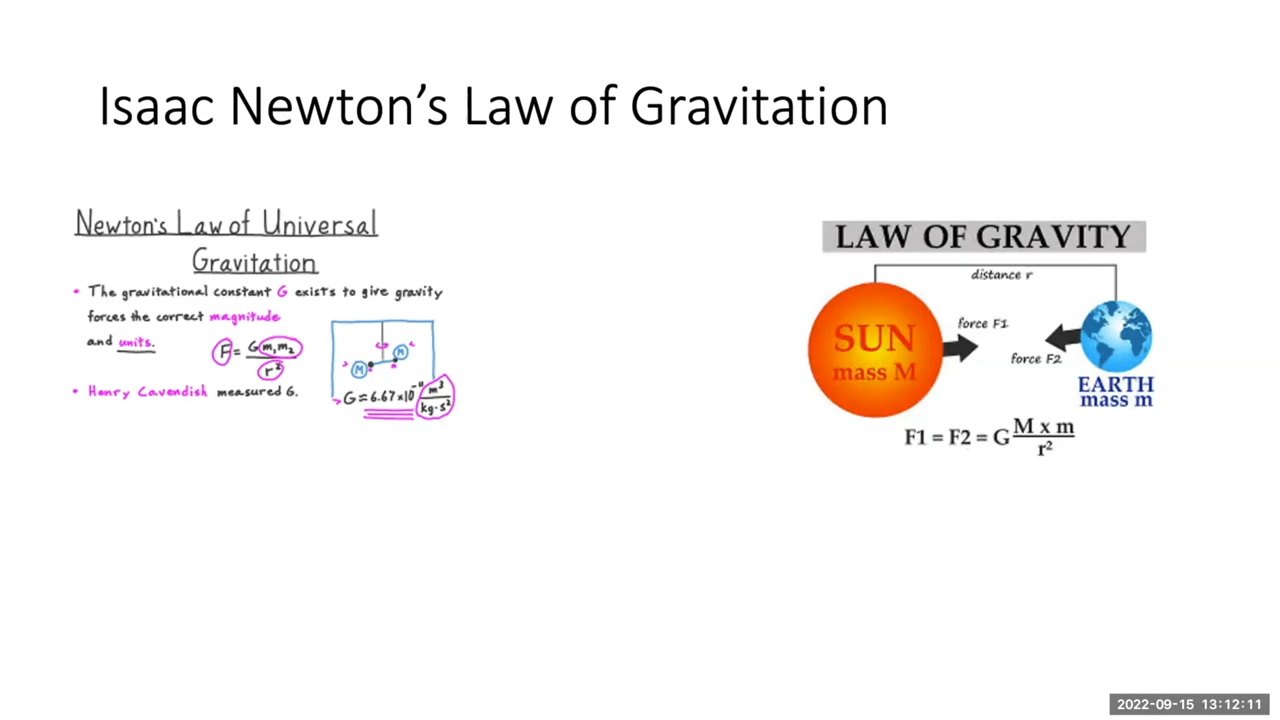 Isaac Newton’s Law of Gravitation
Newton's Law of Universal
Gravitation
• The gravitational constant G exists to give gravity
forces the correct magnitude
and units.
F = G m₁m₂ / r²
M
M
• Henry Cavendish measured G.
G = 6.67 × 10⁻¹¹ m³ / kg·s²
LAW OF GRAVITY
distance r
SUN
mass M
force F1
force F2
EARTH
mass m
F1 = F2 = G M x m / r²
2022-09-15 13:12:11